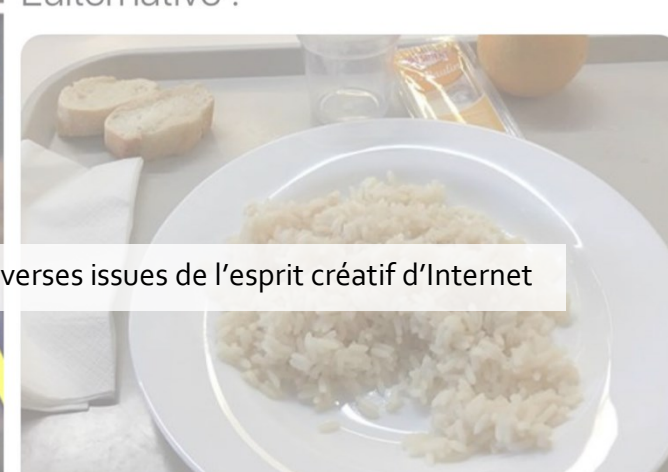 verses issues de l’esprit créatif d’Internet